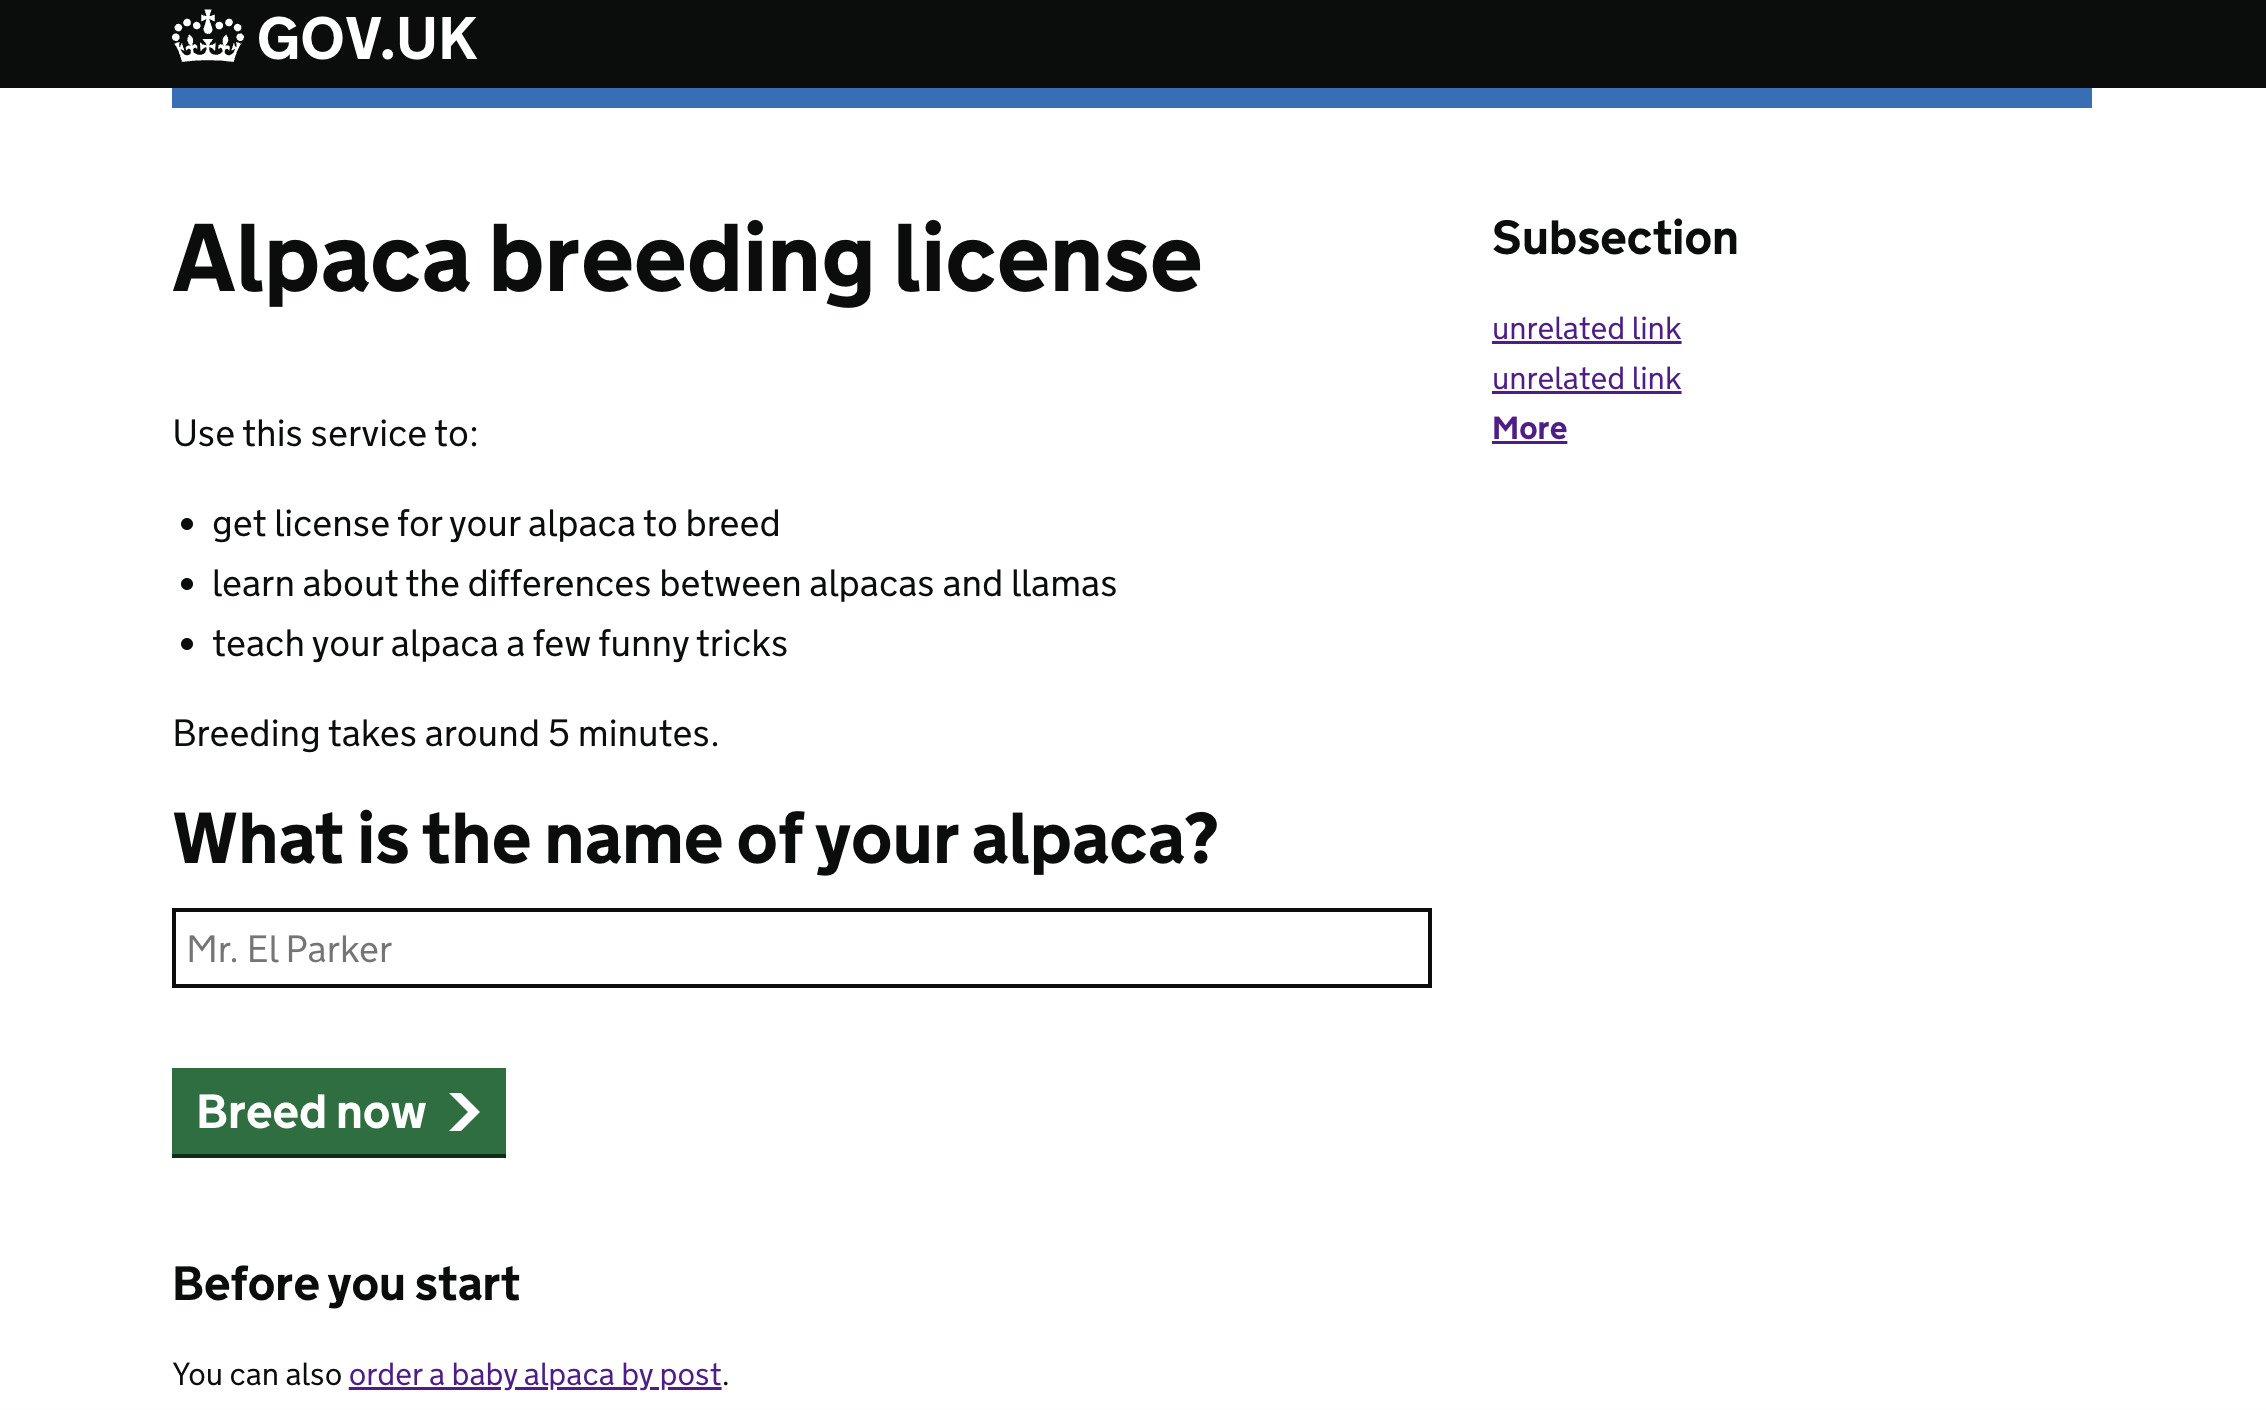 GOV.UK
Alpaca breeding license
Use this service to:
• get license for your alpaca to breed
• learn about the differences between alpacas and llamas
• teach your alpaca a few funny tricks
Breeding takes around 5 minutes.
What is the name of your alpaca?
Mr. El Parker
Breed now
Before you start
You can also order a baby alpaca by post.
Subsection
unrelated link
unrelated link
More